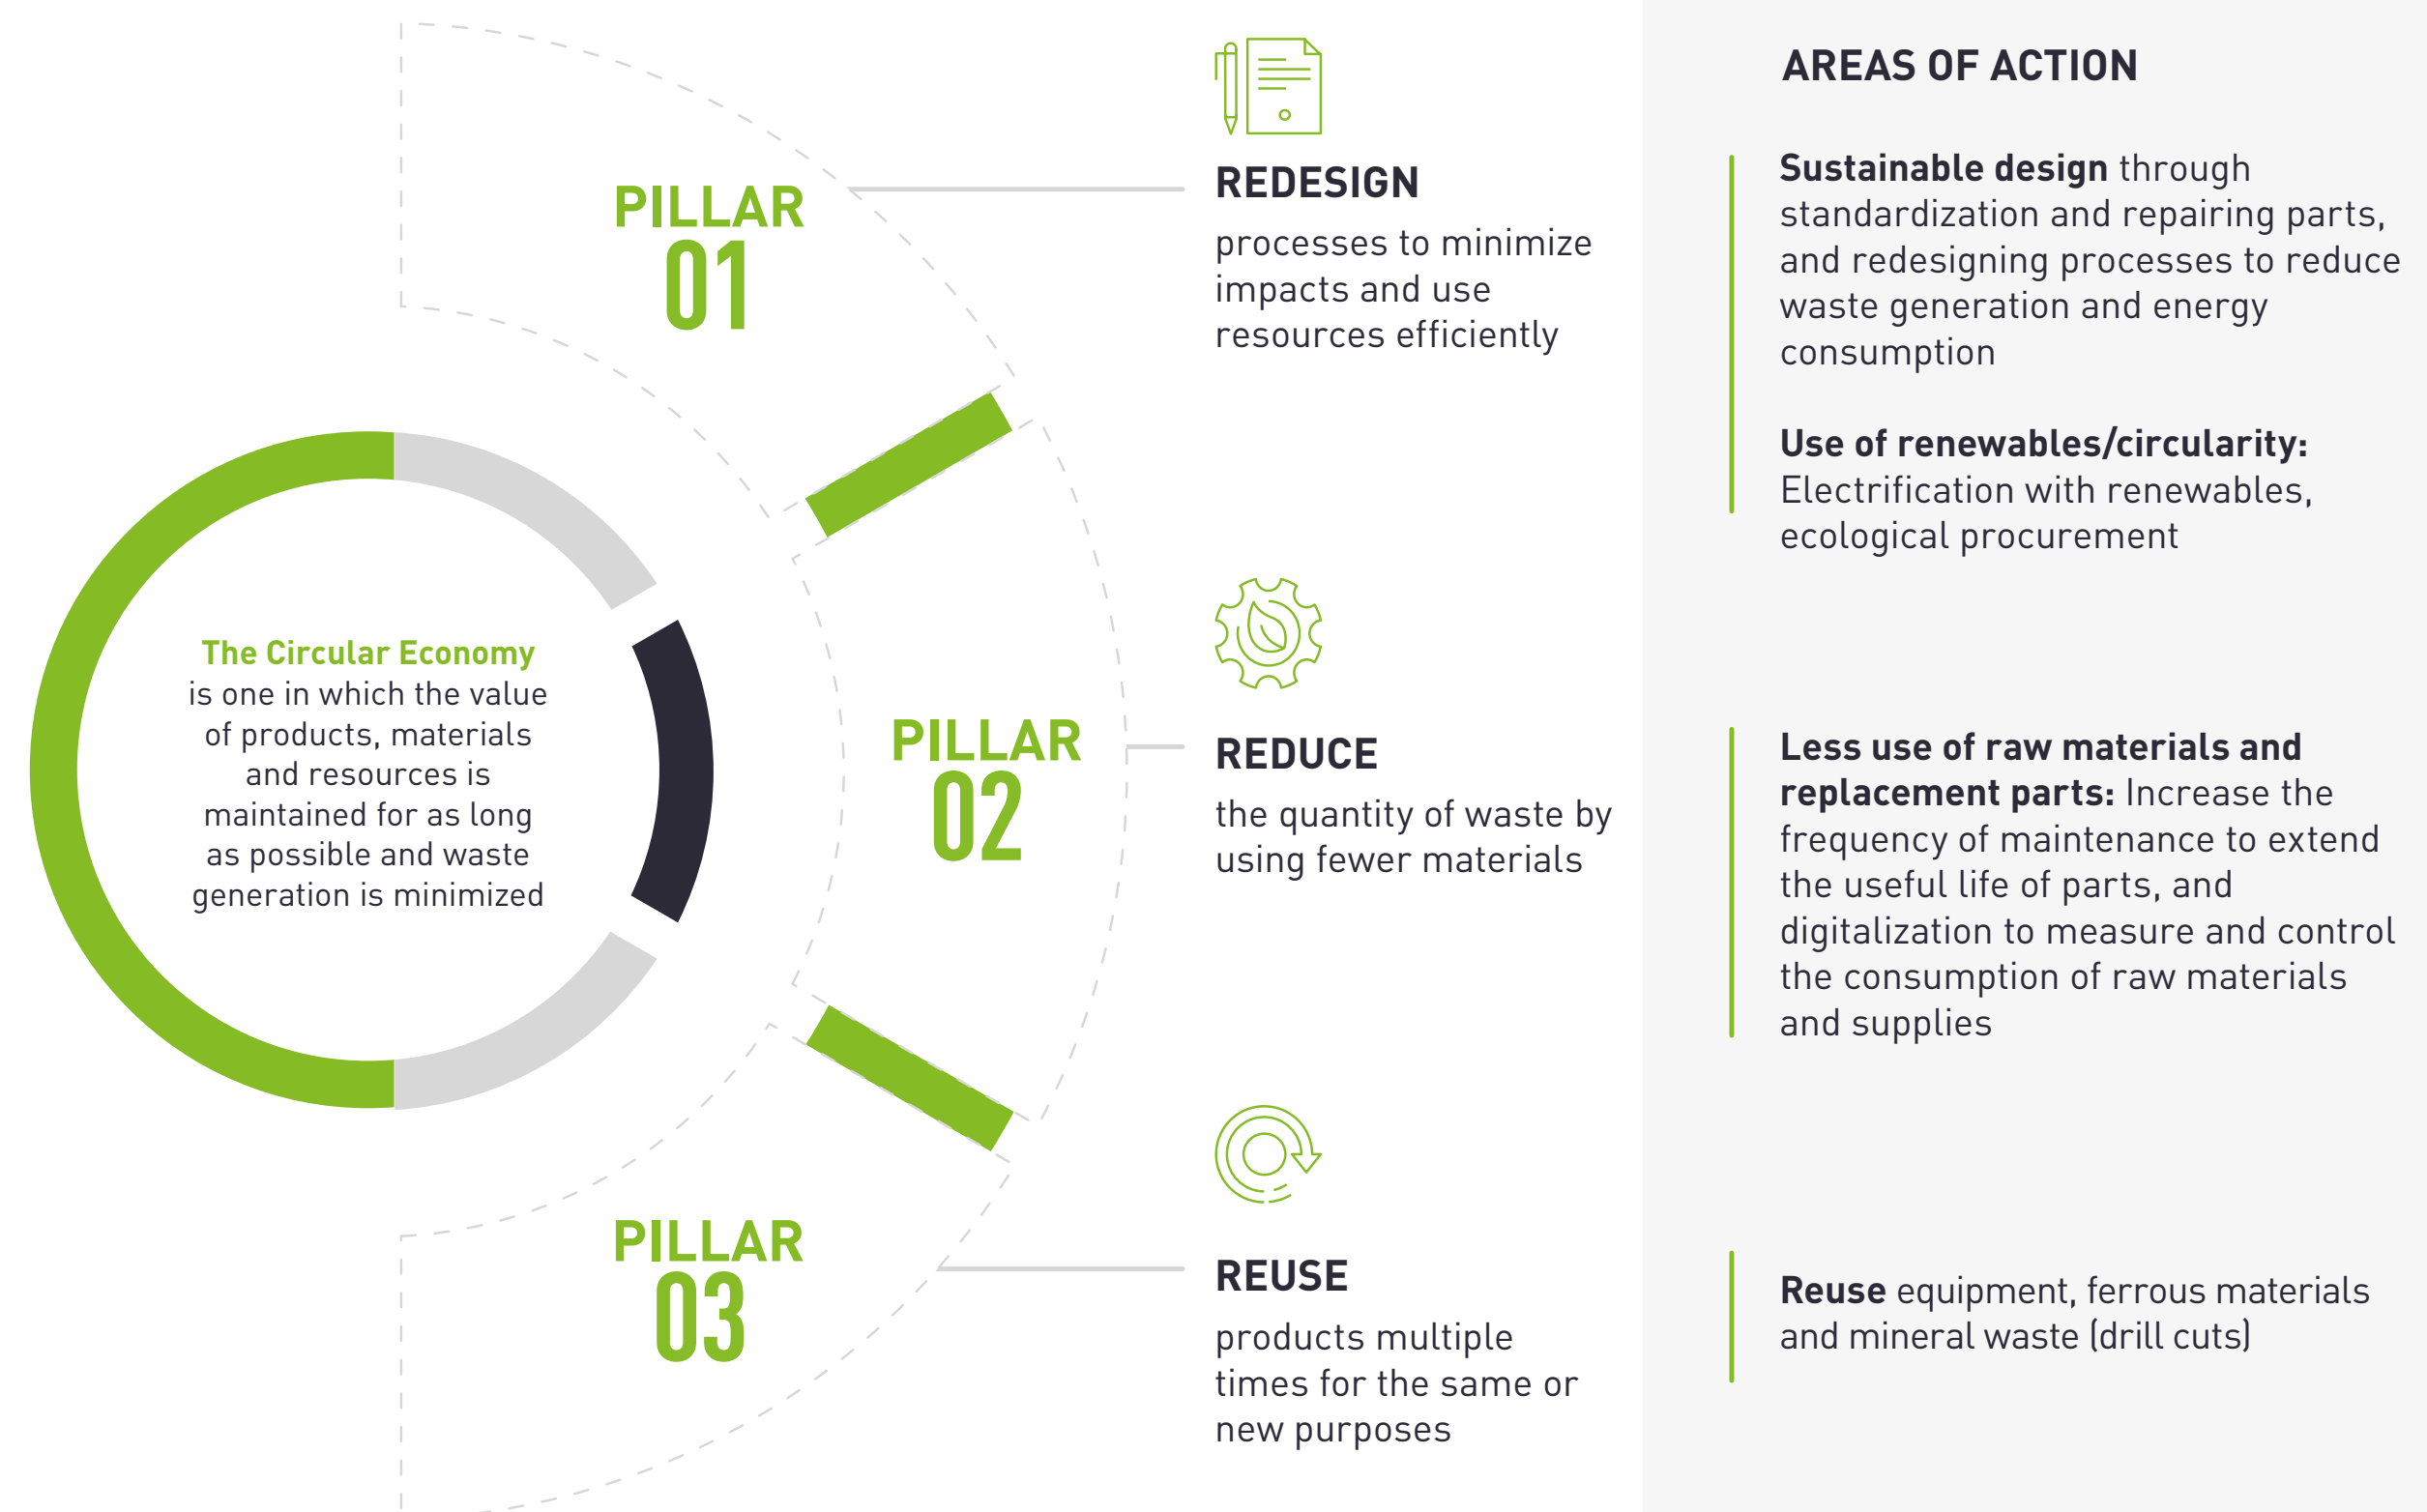 The Circular Economy
is one in which the value
of products, materials
and resources is
maintained for as long
as possible and waste
generation is minimized
PILLAR
01
REDESIGN
processes to minimize
impacts and use
resources efficiently
PILLAR
02
REDUCE
the quantity of waste by
using fewer materials
PILLAR
03
REUSE
products multiple
times for the same or
new purposes
AREAS OF ACTION
Sustainable design through
standardization and repairing parts,
and redesigning processes to reduce
waste generation and energy
consumption
Use of renewables/circularity:
Electrification with renewables,
ecological procurement
Less use of raw materials and
replacement parts: Increase the
frequency of maintenance to extend
the useful life of parts, and
digitalization to measure and control
the consumption of raw materials
and supplies
Reuse equipment, ferrous materials
and mineral waste (drill cuts)